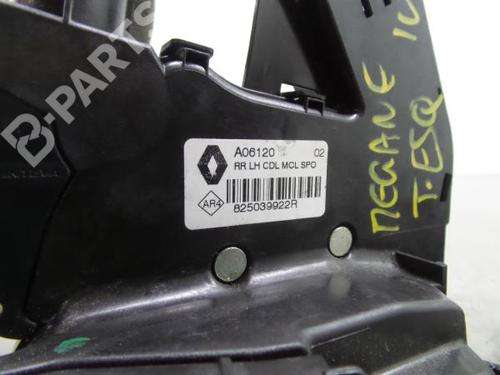 B-PARTS
A06120 02
RR LH CDL MCL SPO
AR4
825039922R
MEGANE
T. ESQ